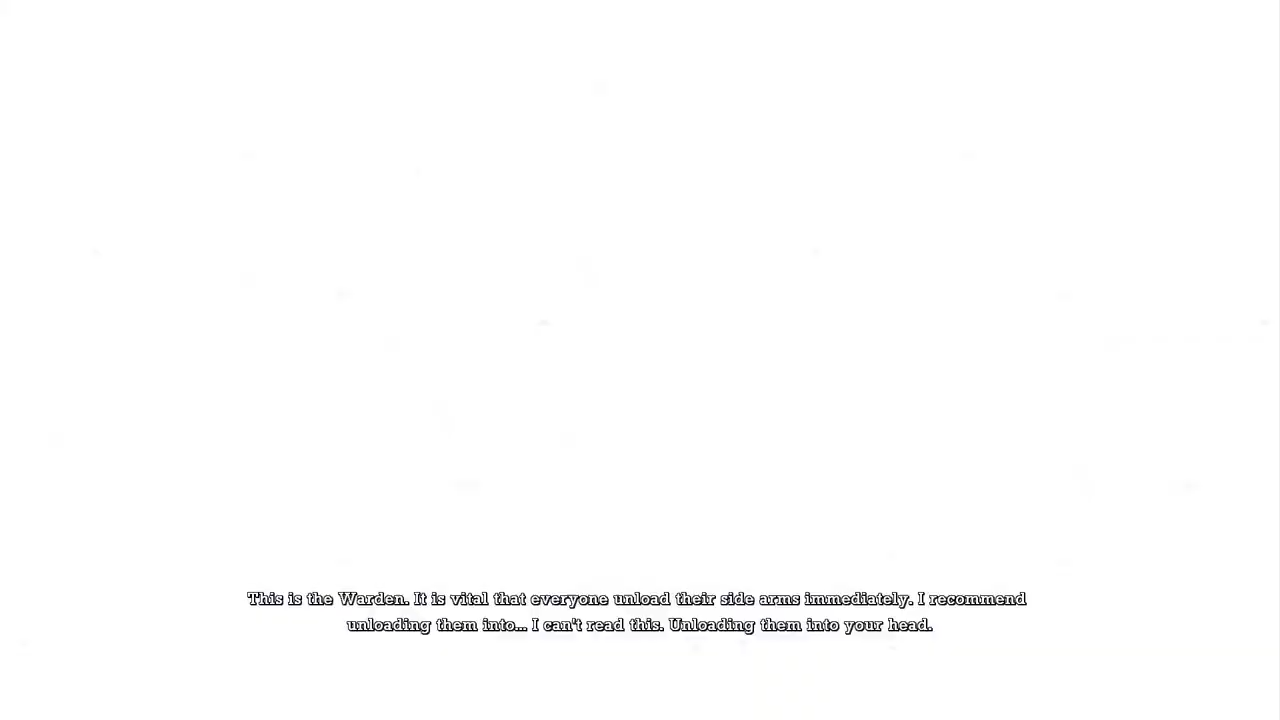 This is the Warden. It is vital that everyone unload their side arms immediately. I recommend
unloading them into... I can't read this. Unloading them into your head.